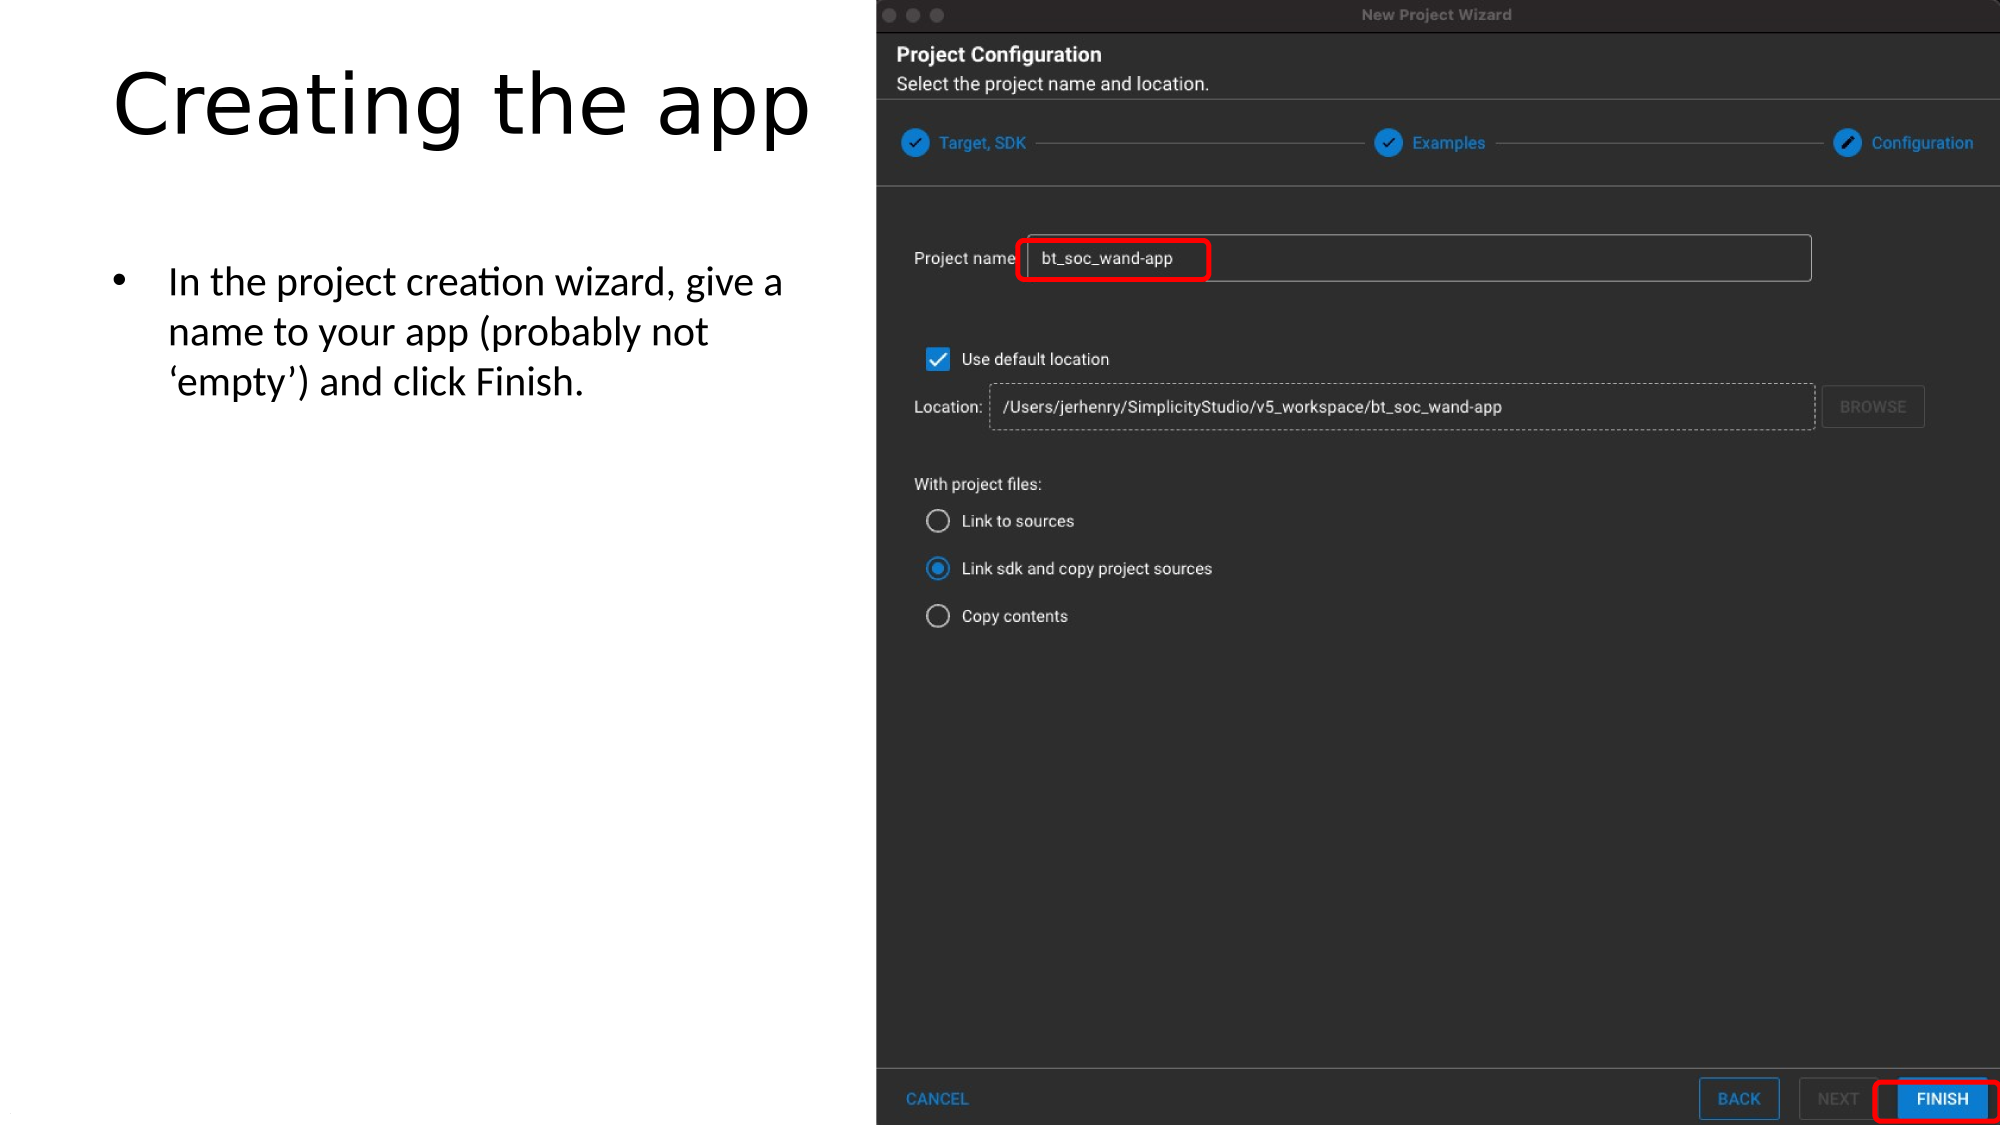 Creating the app
• In the project creation wizard, give a
name to your app (probably not
‘empty’) and click Finish.
New Project Wizard
Project Configuration
Select the project name and location.
Target, SDK
Examples
Configuration
Project name
bt_soc_wand-app
Use default location
Location: /Users/jerhenry/SimplicityStudio/v5_workspace/bt_soc_wand-app BROWSE
With project files:
Link to sources
Link sdk and copy project sources
Copy contents
CANCEL BACK NEXT FINISH